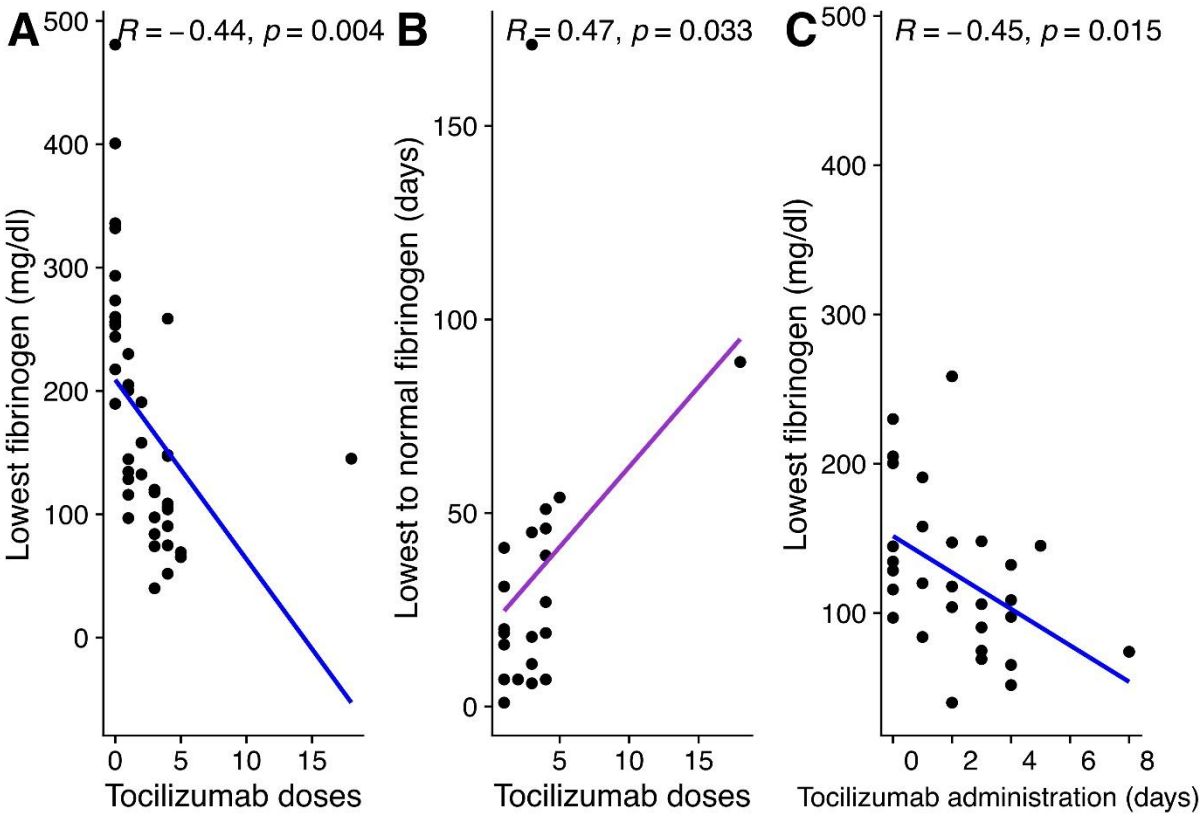 A
R = −0.44, p = 0.004
500
400
300
200
100
0
Lowest fibrinogen (mg/dl)
0 5 10 15
Tocilizumab doses
B
R = 0.47, p = 0.033
150
100
50
0
Lowest to normal fibrinogen (days)
5 10 15
Tocilizumab doses
C
R = −0.45, p = 0.015
500
400
300
200
100
Lowest fibrinogen (mg/dl)
0 2 4 6 8
Tocilizumab administration (days)